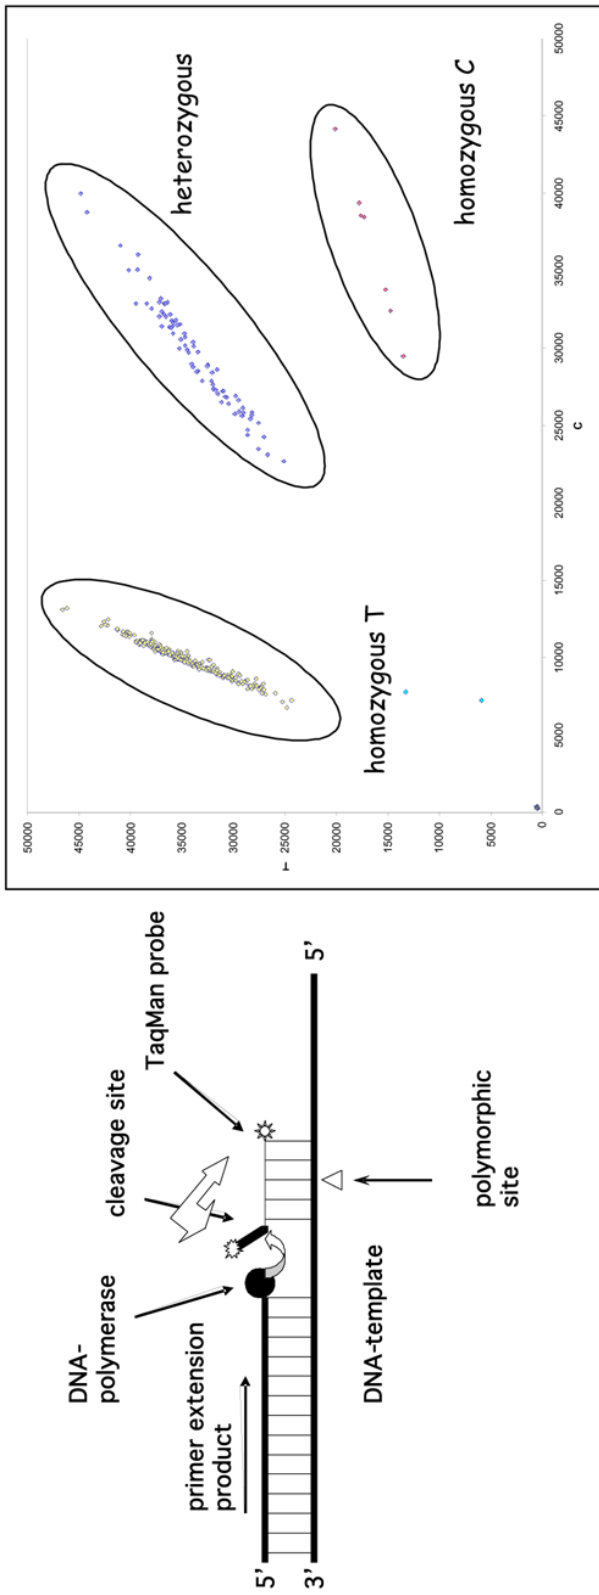 DNA-
polymerase
cleavage site
TaqMan probe
primer extension
product
5'
3'
5'
DNA-template
polymorphic
site
50000
45000
40000
35000
30000
25000
20000
15000
10000
5000
0
T
heterozygous
homozygous T
homozygous C
0
5000
10000
15000
20000
25000
30000
35000
40000
45000
50000
C